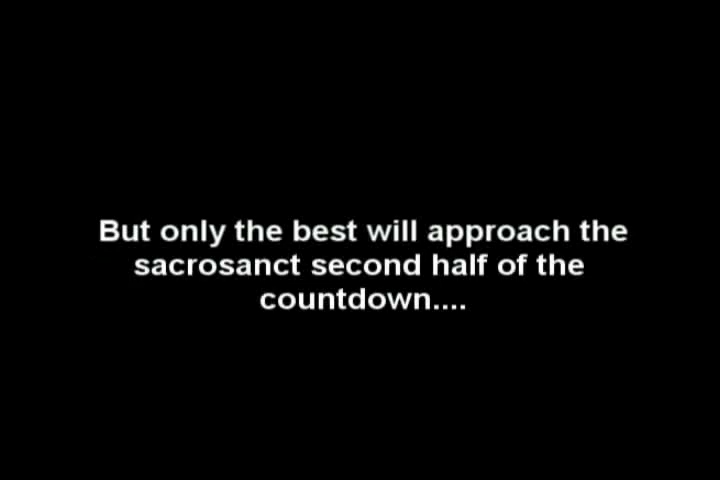 But only the best will approach the
sacrosanct second half of the
countdown....